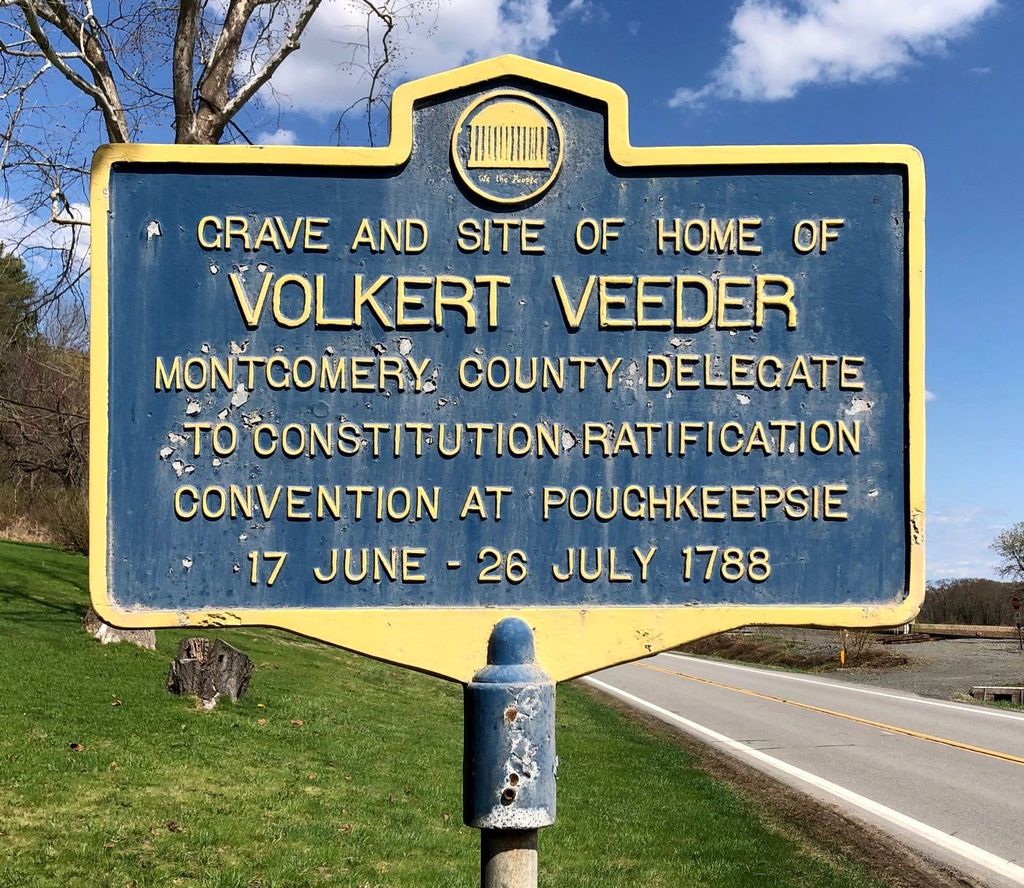 We the People
GRAVE AND SITE OF HOME OF
VOLKERT VEEDER
MONTGOMERY COUNTY DELEGATE
TO CONSTITUTION RATIFICATION
CONVENTION AT POUGHKEEPSIE
17 JUNE - 26 JULY 1788